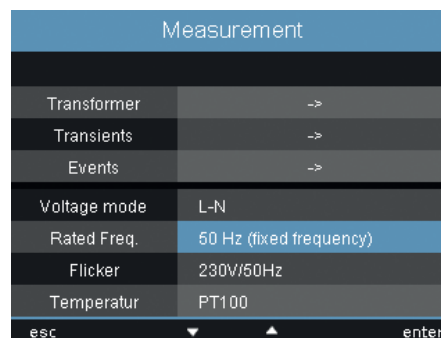 Measurement
Transformer ->
Transients ->
Events ->
Voltage mode L-N
Rated Freq. 50 Hz (fixed frequency)
Flicker 230V/50Hz
Temperatur PT100
esc ▼ ▲ enter